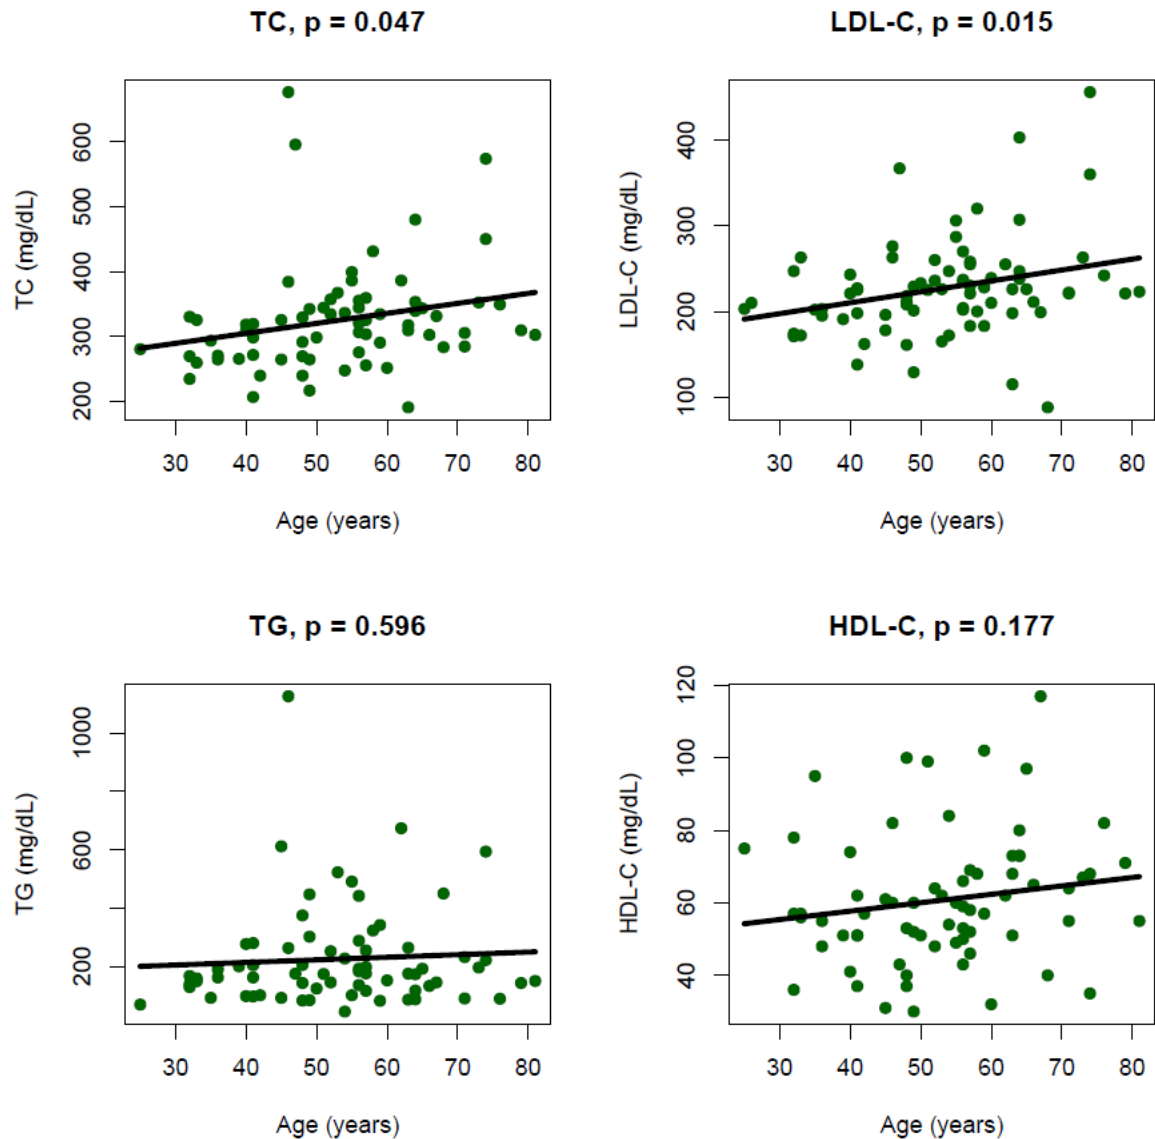 TC, p = 0.047
TC (mg/dL)
600
500
400
300
200
30 40 50 60 70 80
Age (years)
LDL-C, p = 0.015
LDL-C (mg/dL)
400
300
200
100
30 40 50 60 70 80
Age (years)
TG, p = 0.596
TG (mg/dL)
1000
600
200
30 40 50 60 70 80
Age (years)
HDL-C, p = 0.177
HDL-C (mg/dL)
120
100
80
60
40
30 40 50 60 70 80
Age (years)